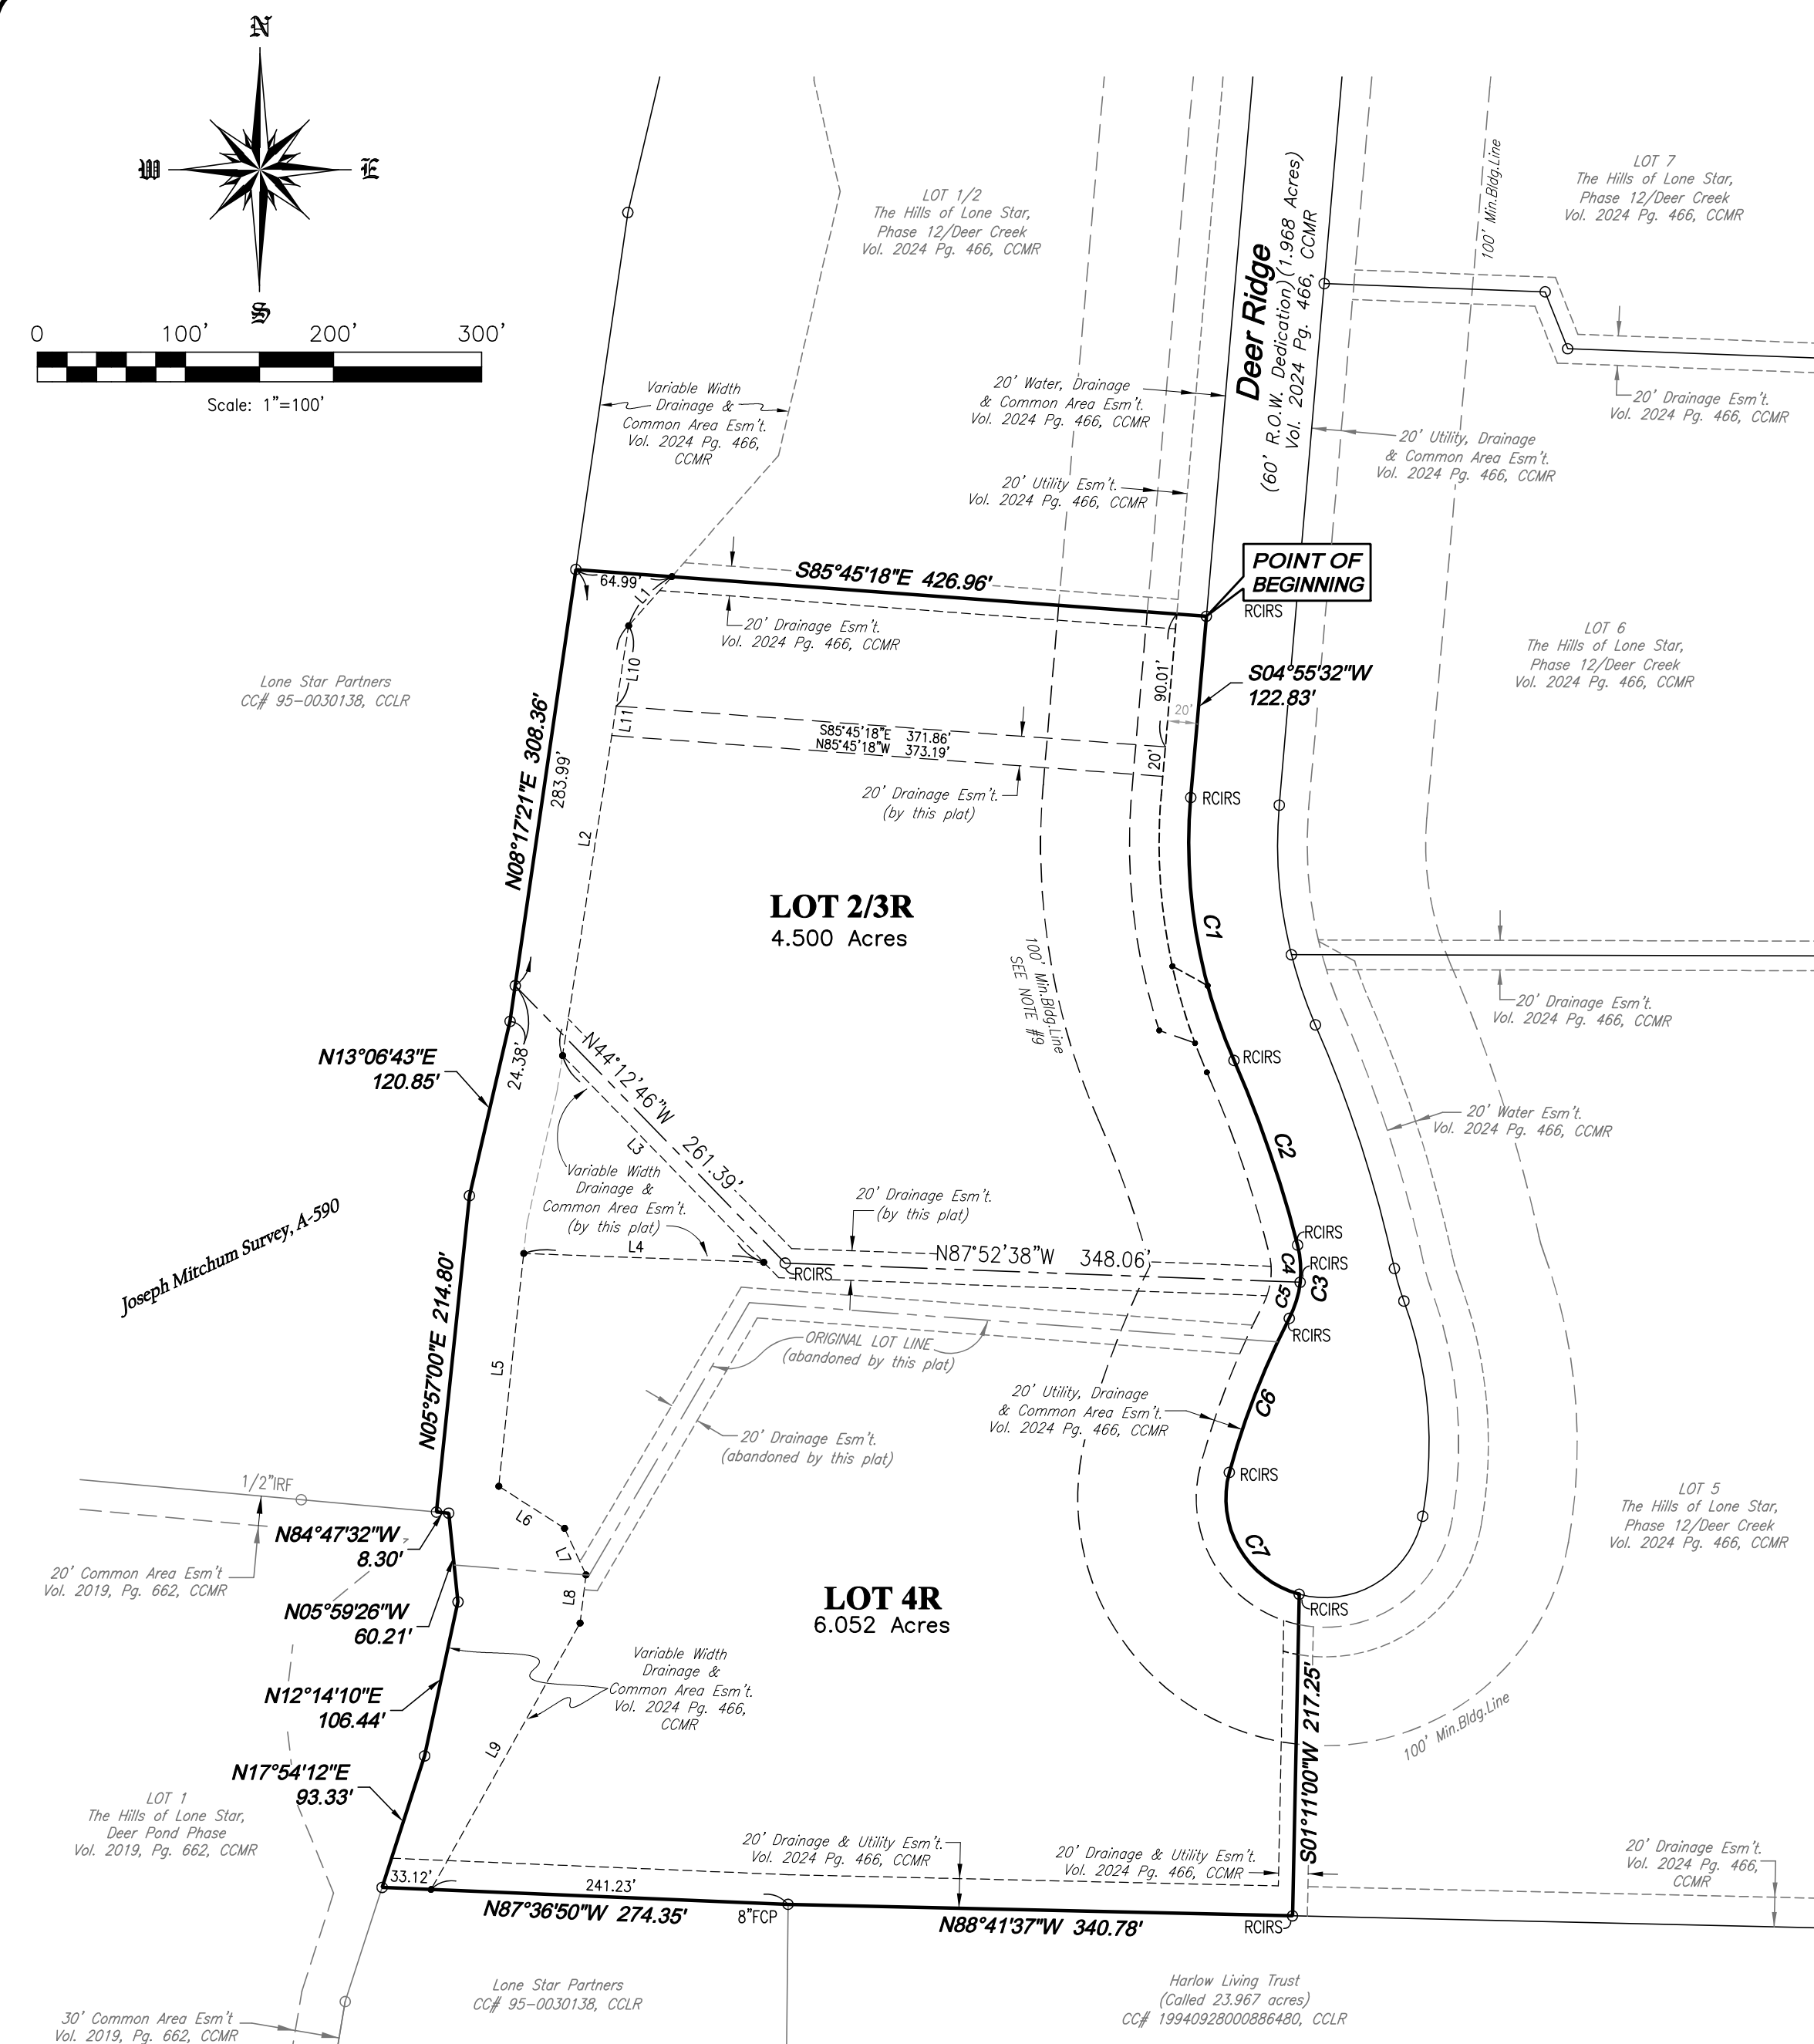 N
W
E
S
0 100' 200' 300'
Scale: 1"=100'
LOT 1/2
The Hills of Lone Star,
Phase 12/Deer Creek
Vol. 2024 Pg. 466, CCMR
LOT 7
The Hills of Lone Star,
Phase 12/Deer Creek
Vol. 2024 Pg. 466, CCMR
100' Min.Bldg.Line
Deer Ridge
(60' R.O.W. Dedication)(1.968 Acres)
Vol. 2024 Pg. 466, CCMR
Variable Width
Drainage &
Common Area Esm't.
Vol. 2024 Pg. 466,
CCMR
20' Water, Drainage
& Common Area Esm't.
Vol. 2024 Pg. 466, CCMR
20' Drainage Esm't.
Vol. 2024 Pg. 466, CCMR
20' Utility, Drainage
& Common Area Esm't.
Vol. 2024 Pg. 466, CCMR
20' Utility Esm't.
Vol. 2024 Pg. 466, CCMR
POINT OF
BEGINNING
RCIRS
S85°45'18"E 426.96'
64.99'
L1
20' Drainage Esm't.
Vol. 2024 Pg. 466, CCMR
LOT 6
The Hills of Lone Star,
Phase 12/Deer Creek
Vol. 2024 Pg. 466, CCMR
Lone Star Partners
CC# 95-0030138, CCLR
L10
L11
90.01'
20'
S04°55'32"W
122.83'
S85°45'18"E 371.86'
N85°45'18"W 373.19'
20'
20' Drainage Esm't.
(by this plat)
RCIRS
N08°17'21"E 308.36'
283.99'
L2
LOT 2/3R
4.500 Acres
C1
100' Min.Bldg.Line
SEE NOTE #9
20' Drainage Esm't.
Vol. 2024 Pg. 466, CCMR
N13°06'43"E
120.85'
24.38'
N44°12'46"W 261.39'
RCIRS
L3
C2
20' Water Esm't.
Vol. 2024 Pg. 466, CCMR
Variable Width
Drainage &
Common Area Esm't.
(by this plat)
20' Drainage Esm't.
(by this plat)
Joseph Mitchum Survey, A-590
L4
RCIRS
N87°52'38"W 348.06'
RCIRS
C4
RCIRS
C3
C5
RCIRS
N05°57'00"E 214.80'
L5
ORIGINAL LOT LINE
(abandoned by this plat)
20' Utility, Drainage
& Common Area Esm't.
Vol. 2024 Pg. 466, CCMR
C6
20' Drainage Esm't.
(abandoned by this plat)
RCIRS
1/2"IRF
L6
LOT 5
The Hills of Lone Star,
Phase 12/Deer Creek
Vol. 2024 Pg. 466, CCMR
N84°47'32"W
8.30'
L7
C7
20' Common Area Esm't
Vol. 2019, Pg. 662, CCMR
N05°59'26"W
60.21'
L8
LOT 4R
6.052 Acres
RCIRS
N12°14'10"E
106.44'
Variable Width
Drainage &
Common Area Esm't.
Vol. 2024 Pg. 466,
CCMR
S01°11'00"W 217.25'
100' Min.Bldg.Line
L9
N17°54'12"E
93.33'
LOT 1
The Hills of Lone Star,
Deer Pond Phase
Vol. 2019, Pg. 662, CCMR
20' Drainage & Utility Esm't.
Vol. 2024 Pg. 466, CCMR
20' Drainage & Utility Esm't.
Vol. 2024 Pg. 466, CCMR
20' Drainage Esm't.
Vol. 2024 Pg. 466,
CCMR
33.12'
241.23'
N87°36'50"W 274.35'
8"FCP
N88°41'37"W 340.78'
RCIRS
Lone Star Partners
CC# 95-0030138, CCLR
Harlow Living Trust
(Called 23.967 acres)
CC# 19940928000886480, CCLR
30' Common Area Esm't
Vol. 2019, Pg. 662, CCMR